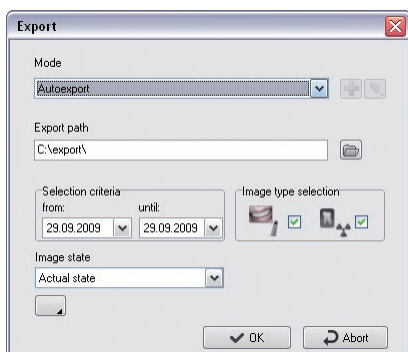 Export
Mode
Autoexport
Export path
C:\export\
Selection criteria
from:
until:
29.09.2009
29.09.2009
Image type selection
Image state
Actual state
OK
Abort